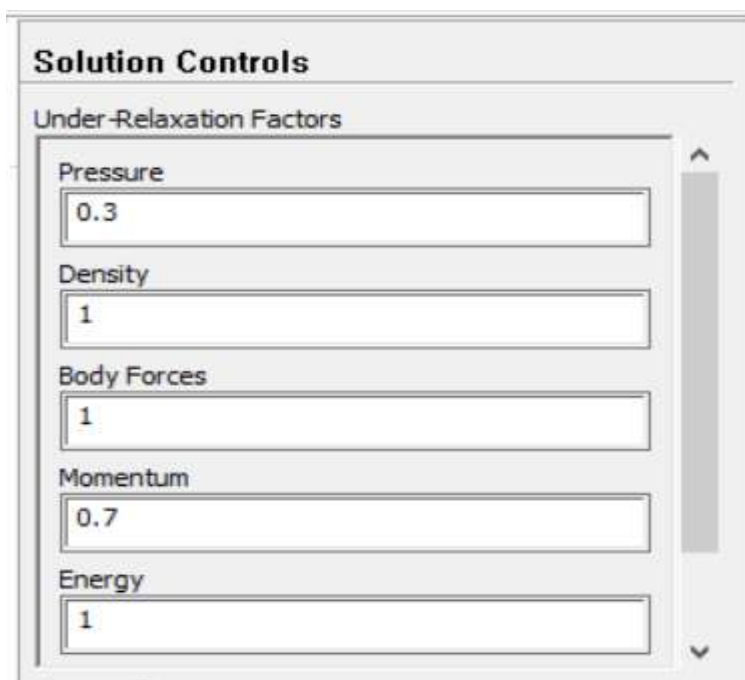 Solution Controls
Under-Relaxation Factors
Pressure
0.3
Density
1
Body Forces
1
Momentum
0.7
Energy
1